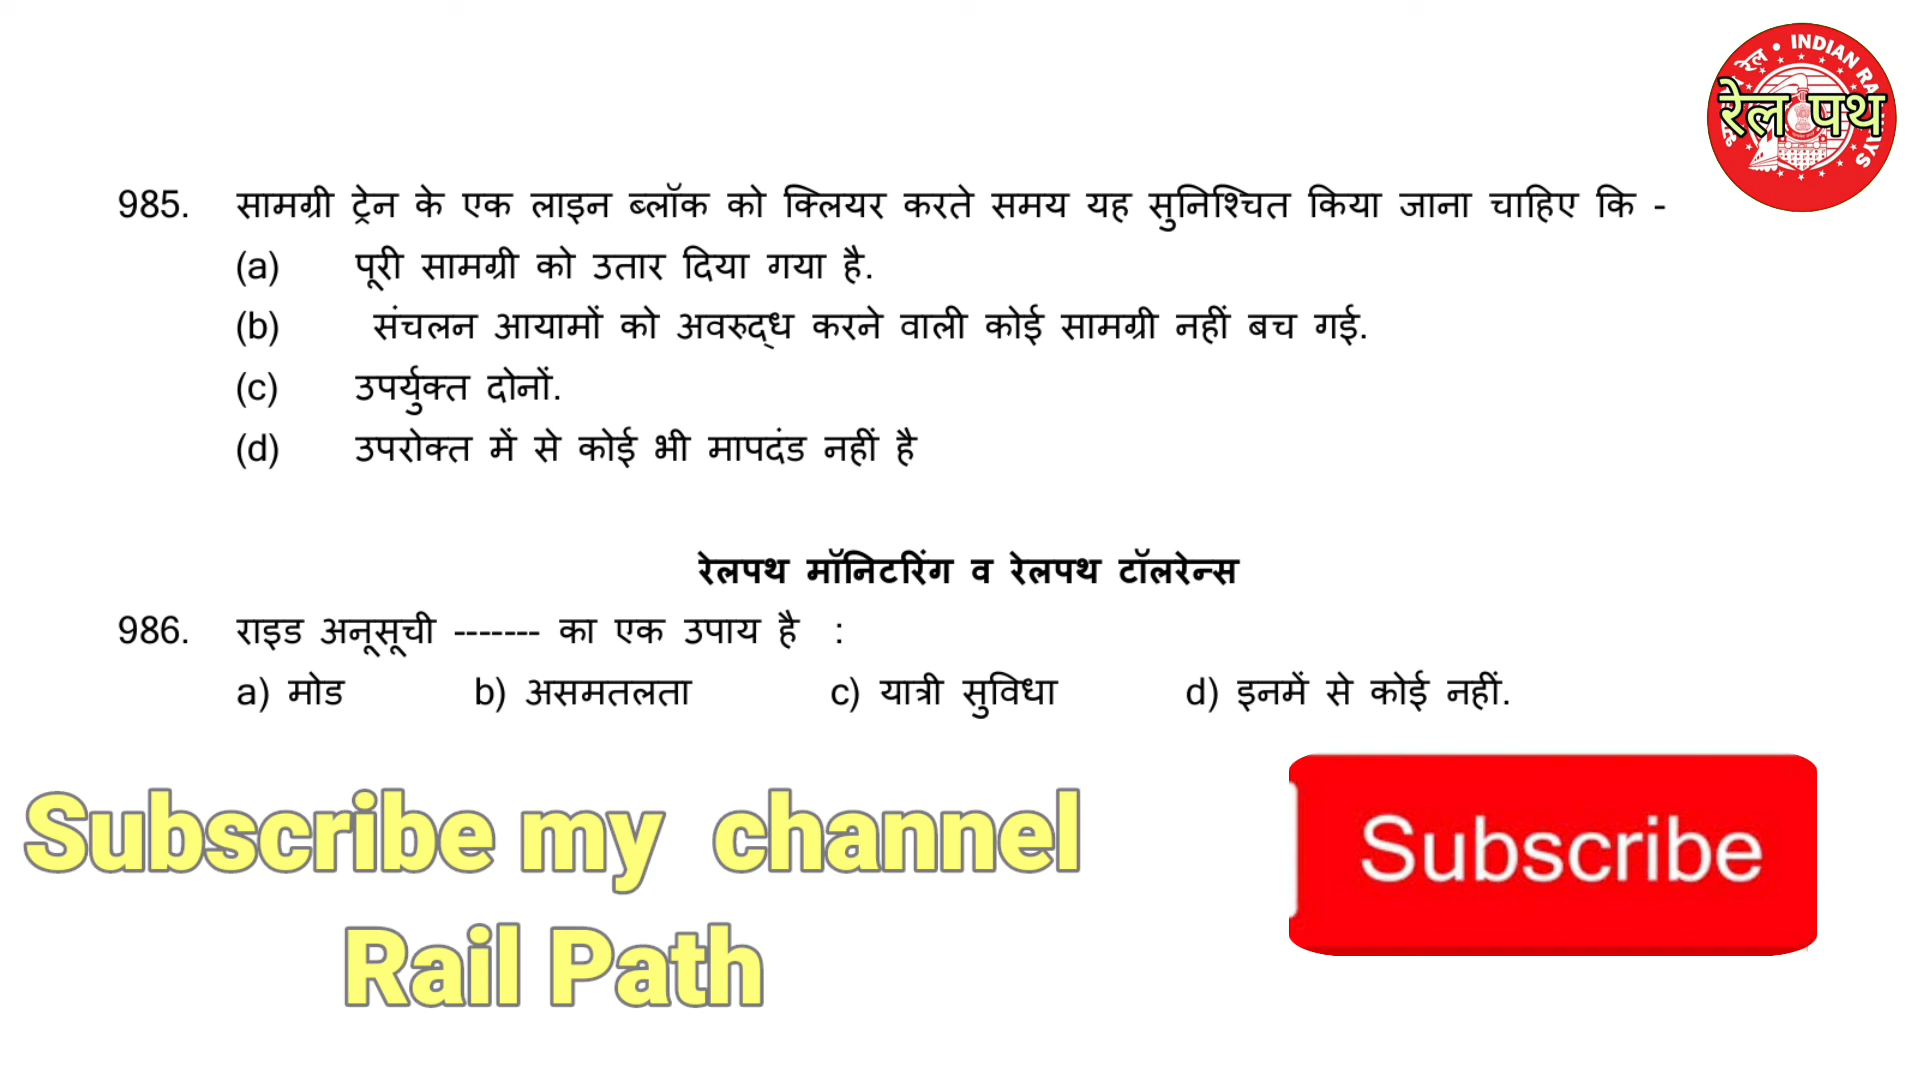 INDIAN RA
रेल पथ
985. सामग्री ट्रेन के एक लाइन ब्लॉक को क्लियर करते समय यह सुनिश्चित किया जाना चाहिए कि -
(a) पूरी सामग्री को उतार दिया गया है.
(b) संचलन आयामों को अवरुद्ध करने वाली कोई सामग्री नहीं बच गई.
(c) उपर्युक्त दोनों.
(d) उपरोक्त में से कोई भी मापदंड नहीं है
रेलपथ मॉनिटरिंग व रेलपथ टॉलरेन्स
986. राइड अनूसूची ------- का एक उपाय है :
a) मोड b) असमतलता c) यात्री सुविधा d) इनमें से कोई नहीं.
Subscribe my channel
Rail Path
Subscribe